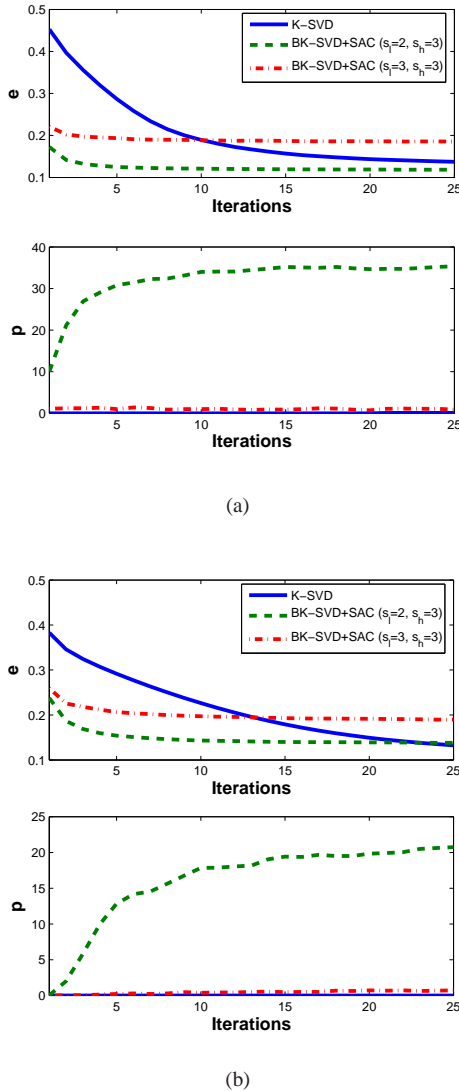 0.5
0.4
0.3
0.2
0.1
e
K-SVD
BK-SVD+SAC (s_l=2, s_h=3)
BK-SVD+SAC (s_l=3, s_h=3)
5 10 15 20 25
Iterations
40
30
20
10
0
p
5 10 15 20 25
Iterations
(a)
0.5
0.4
0.3
0.2
0.1
e
K-SVD
BK-SVD+SAC (s_l=2, s_h=3)
BK-SVD+SAC (s_l=3, s_h=3)
5 10 15 20 25
Iterations
25
20
15
10
5
0
p
5 10 15 20 25
Iterations
(b)